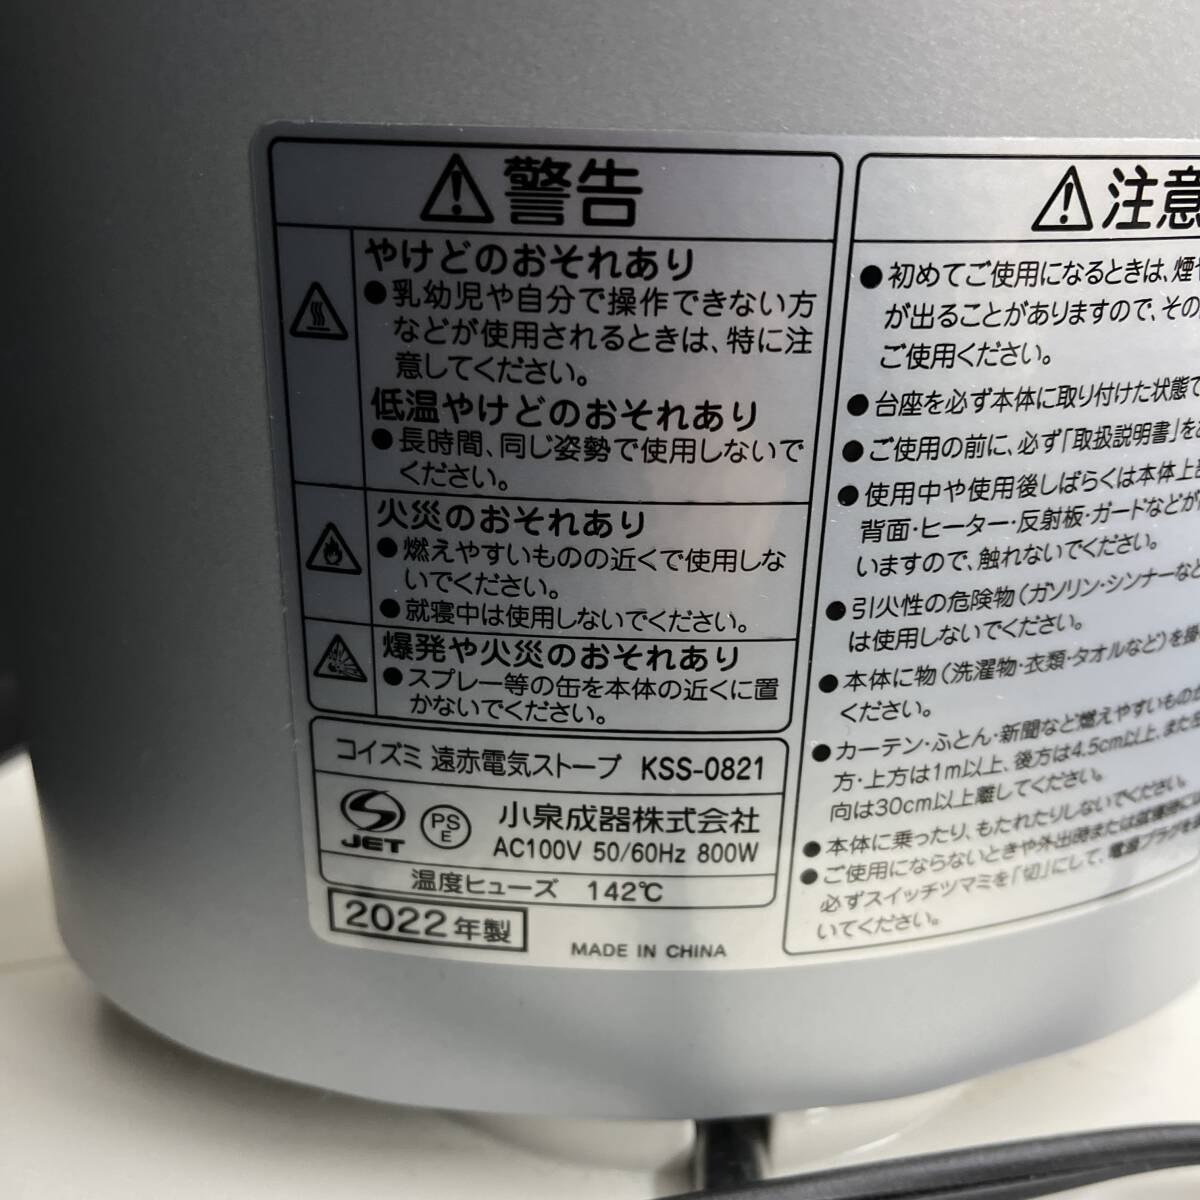 警告
やけどのおそれあり
●乳幼児や自分で操作できない方
などが使用されるときは、特に注
意してください。
低温やけどのおそれあり
●長時間、同じ姿勢で使用しないで
ください。
火災のおそれあり
●燃えやすいものの近くで使用しな
いでください。
●就寝中は使用しないでください。
爆発や火災のおそれあり
●スプレー等の缶を本体の近くに置
かないでください。
コイズミ 遠赤電気ストーブ KSS-0821
JET
PS
E
小泉成器株式会社
AC100V 50/60Hz 800W
温度ヒューズ 142℃
2022年製
MADE IN CHINA
注意
●初めてご使用になるときは、煙
が出ることがありますので、その
ご使用ください。
●台座を必ず本体に取り付けた状態で
●ご使用の前に、必ず「取扱説明書」を
●使用中や使用後しばらくは本体上
背面・ヒーター・反射板・ガードなどが
いますので、触れないでください。
●引火性の危険物(ガソリン・シンナーなど
は使用しないでください。
●本体に物(洗濯物・衣類・タオルなど)を掛
ください。
●カーテン・ふとん・新聞など燃えやすいもの
方・上方は1m以上、後方は4.5cm以上、また
向は30cm以上離してください。
●本体に乗ったり、もたれたりしないでください。
●ご使用にならないときや外出時または就寝
必ずスイッチツマミを「切」にして、電源プラグを
いてください。